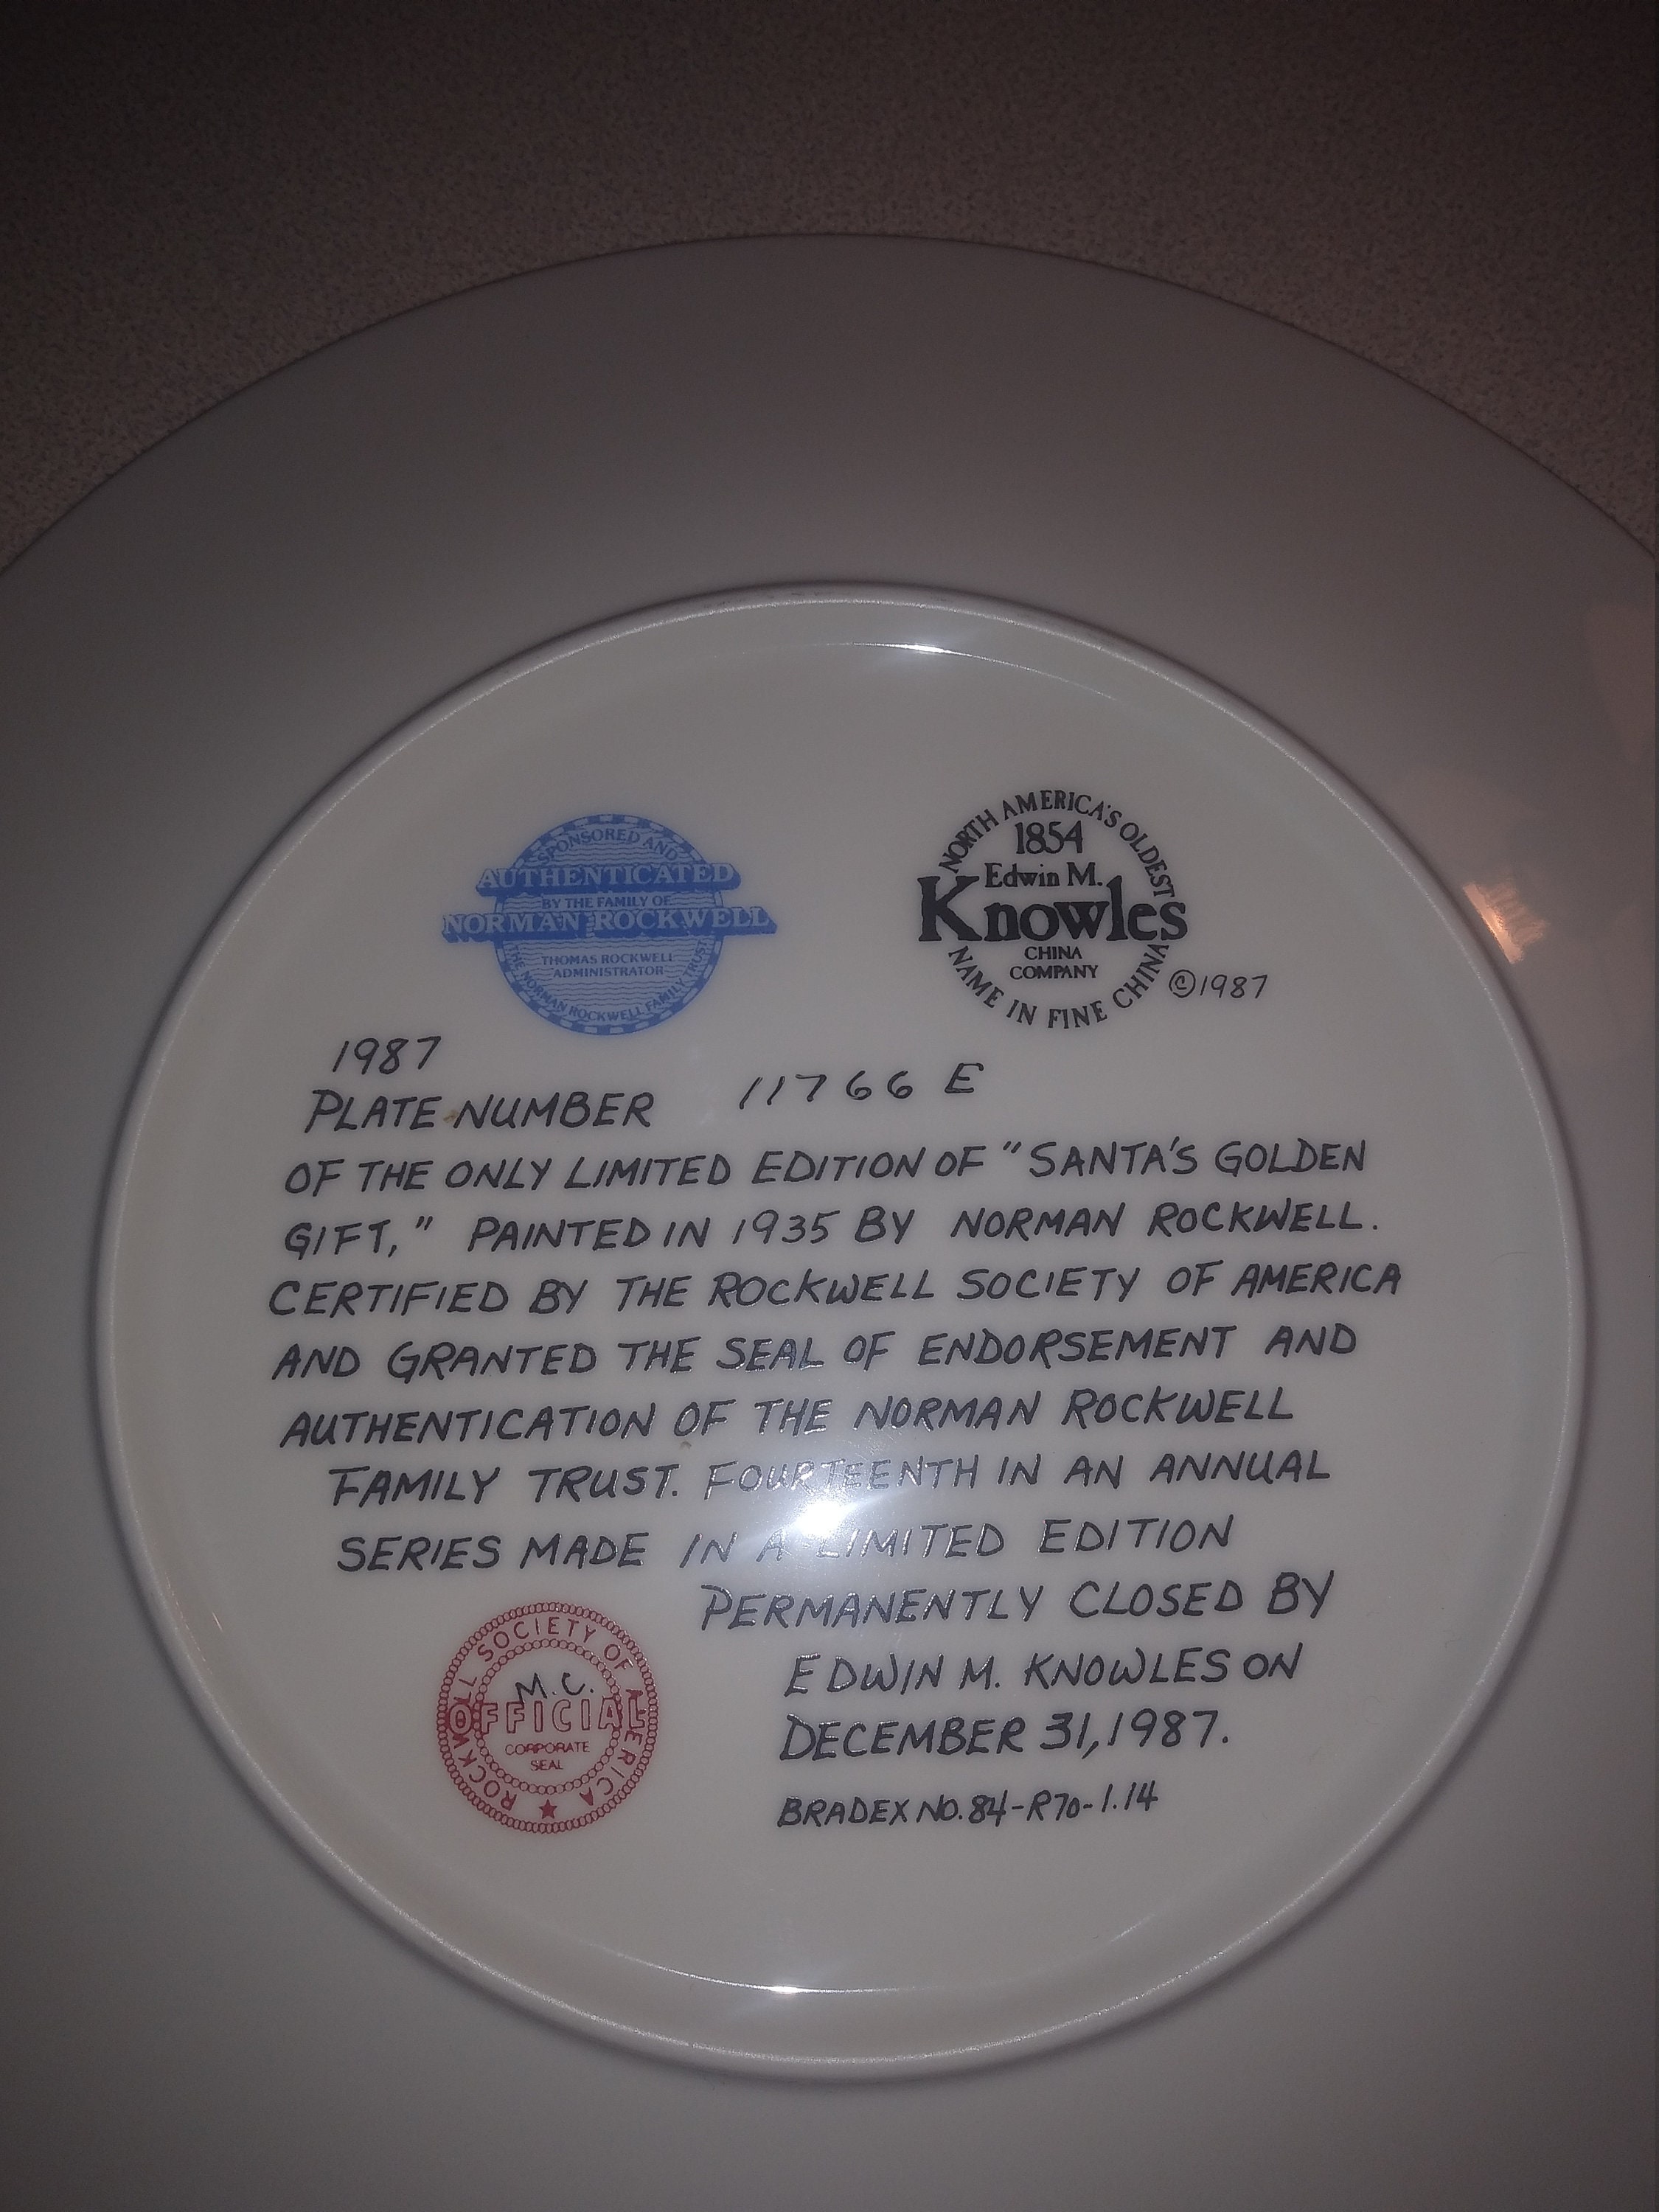 SPONSORED AND
AUTHENTICATED
BY THE FAMILY OF
NORMAN ROCKWELL
THOMAS ROCKWELL
ADMINISTRATOR
THE NORMAN ROCKWELL FAMILY TRUST
NORTH AMERICA'S OLDEST
1854
Edwin M.
Knowles
CHINA
COMPANY
NAME IN FINE CHINA
©1987
1987
PLATE NUMBER 11766 E
OF THE ONLY LIMITED EDITION OF "SANTA'S GOLDEN
GIFT," PAINTED IN 1935 BY NORMAN ROCKWELL.
CERTIFIED BY THE ROCKWELL SOCIETY OF AMERICA
AND GRANTED THE SEAL OF ENDORSEMENT AND
AUTHENTICATION OF THE NORMAN ROCKWELL
FAMILY TRUST. FOURTEENTH IN AN ANNUAL
SERIES MADE IN A LIMITED EDITION
PERMANENTLY CLOSED BY
EDWIN M. KNOWLES ON
DECEMBER 31, 1987.
BRADEX NO. 84-R70-1.14
ROCKWELL SOCIETY OF AMERICA
M.C.
OFFICIAL
CORPORATE
SEAL